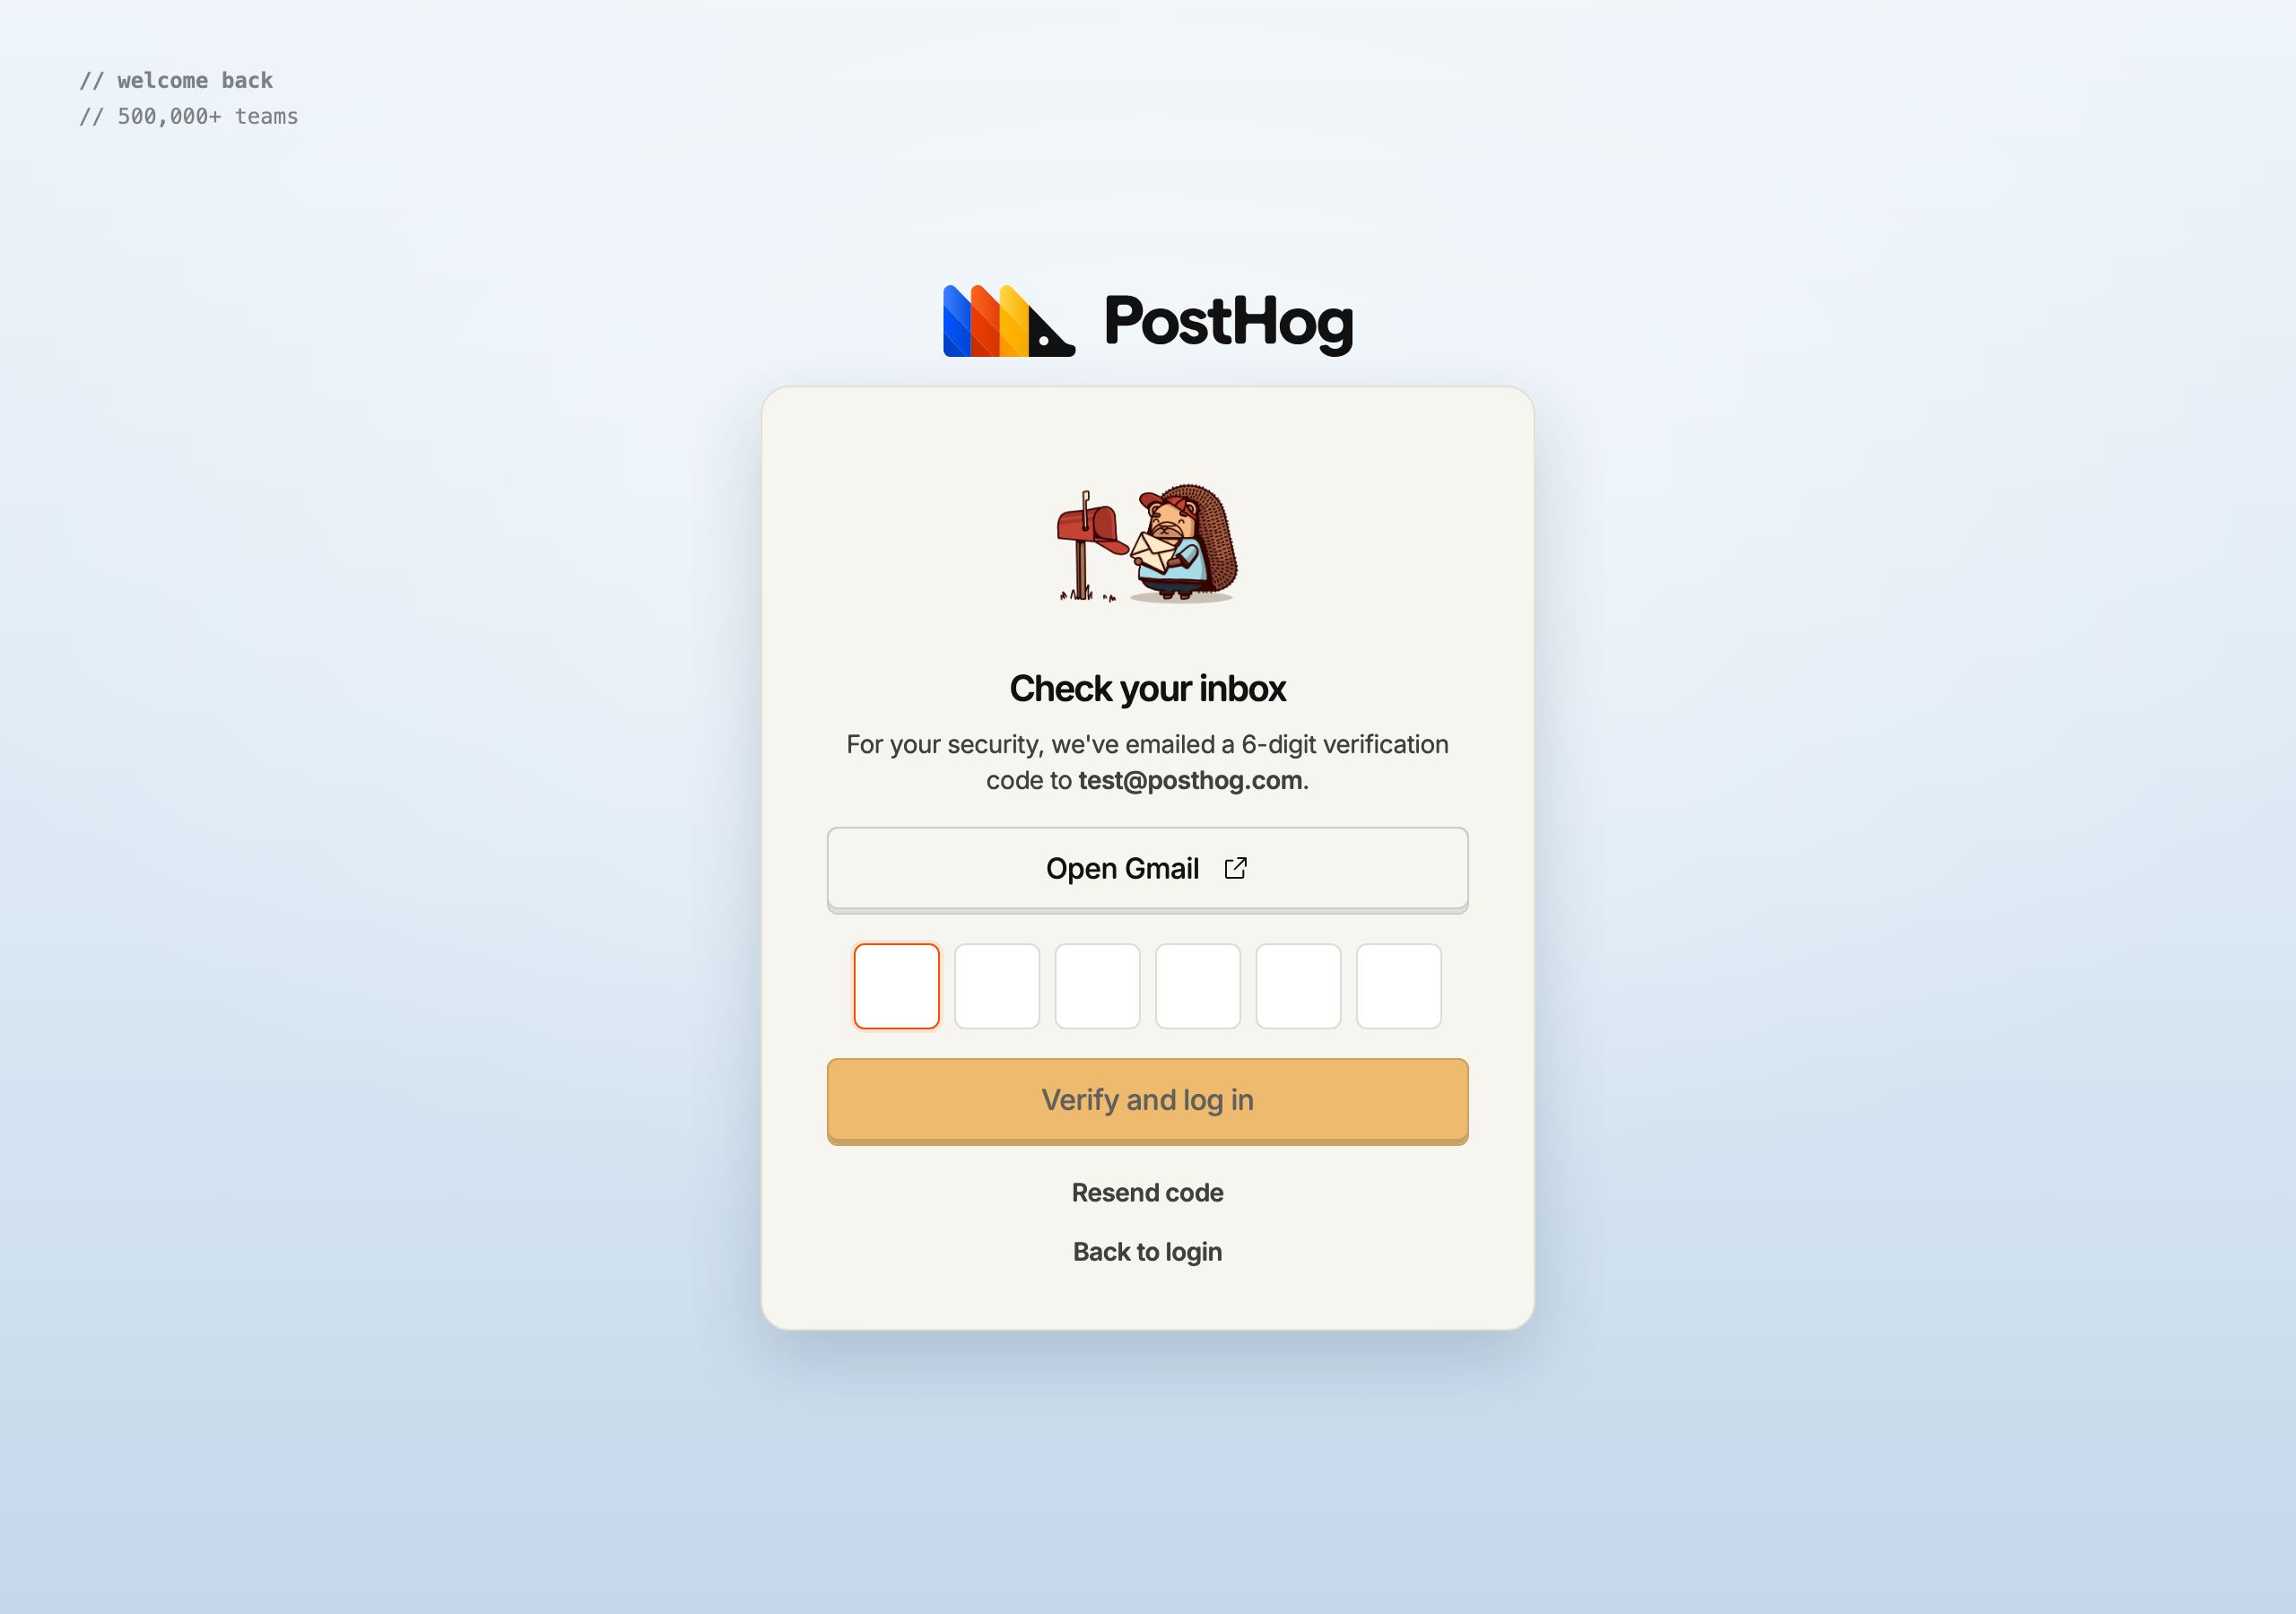 // welcome back
// 500,000+ teams
PostHog
Check your inbox
For your security, we've emailed a 6-digit verification
code to test@posthog.com.
Open Gmail
Verify and log in
Resend code
Back to login